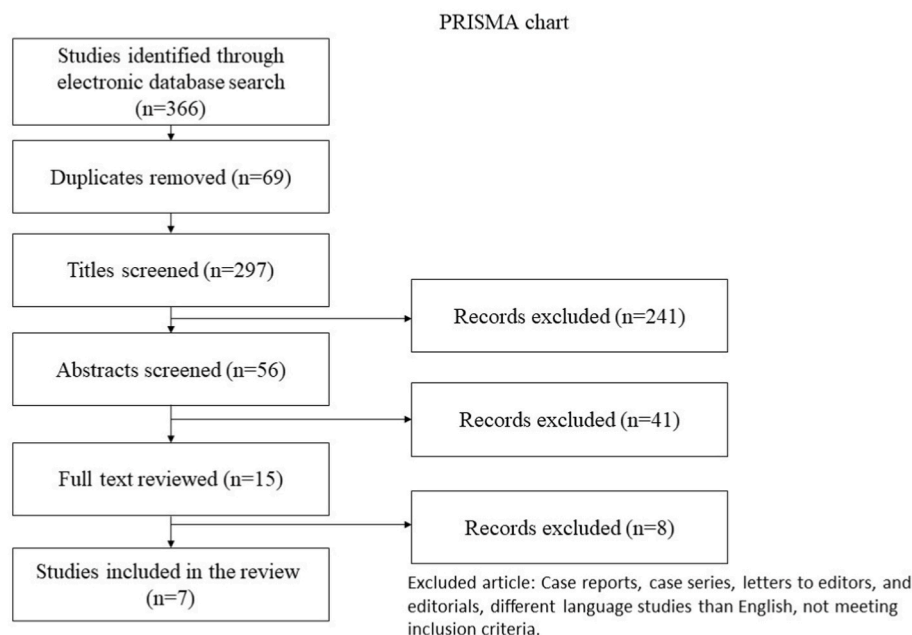 PRISMA chart
Studies identified through
electronic database search
(n=366)
Duplicates removed (n=69)
Titles screened (n=297)
Records excluded (n=241)
Abstracts screened (n=56)
Records excluded (n=41)
Full text reviewed (n=15)
Records excluded (n=8)
Studies included in the review
(n=7)
Excluded article: Case reports, case series, letters to editors, and
editorials, different language studies than English, not meeting
inclusion criteria.